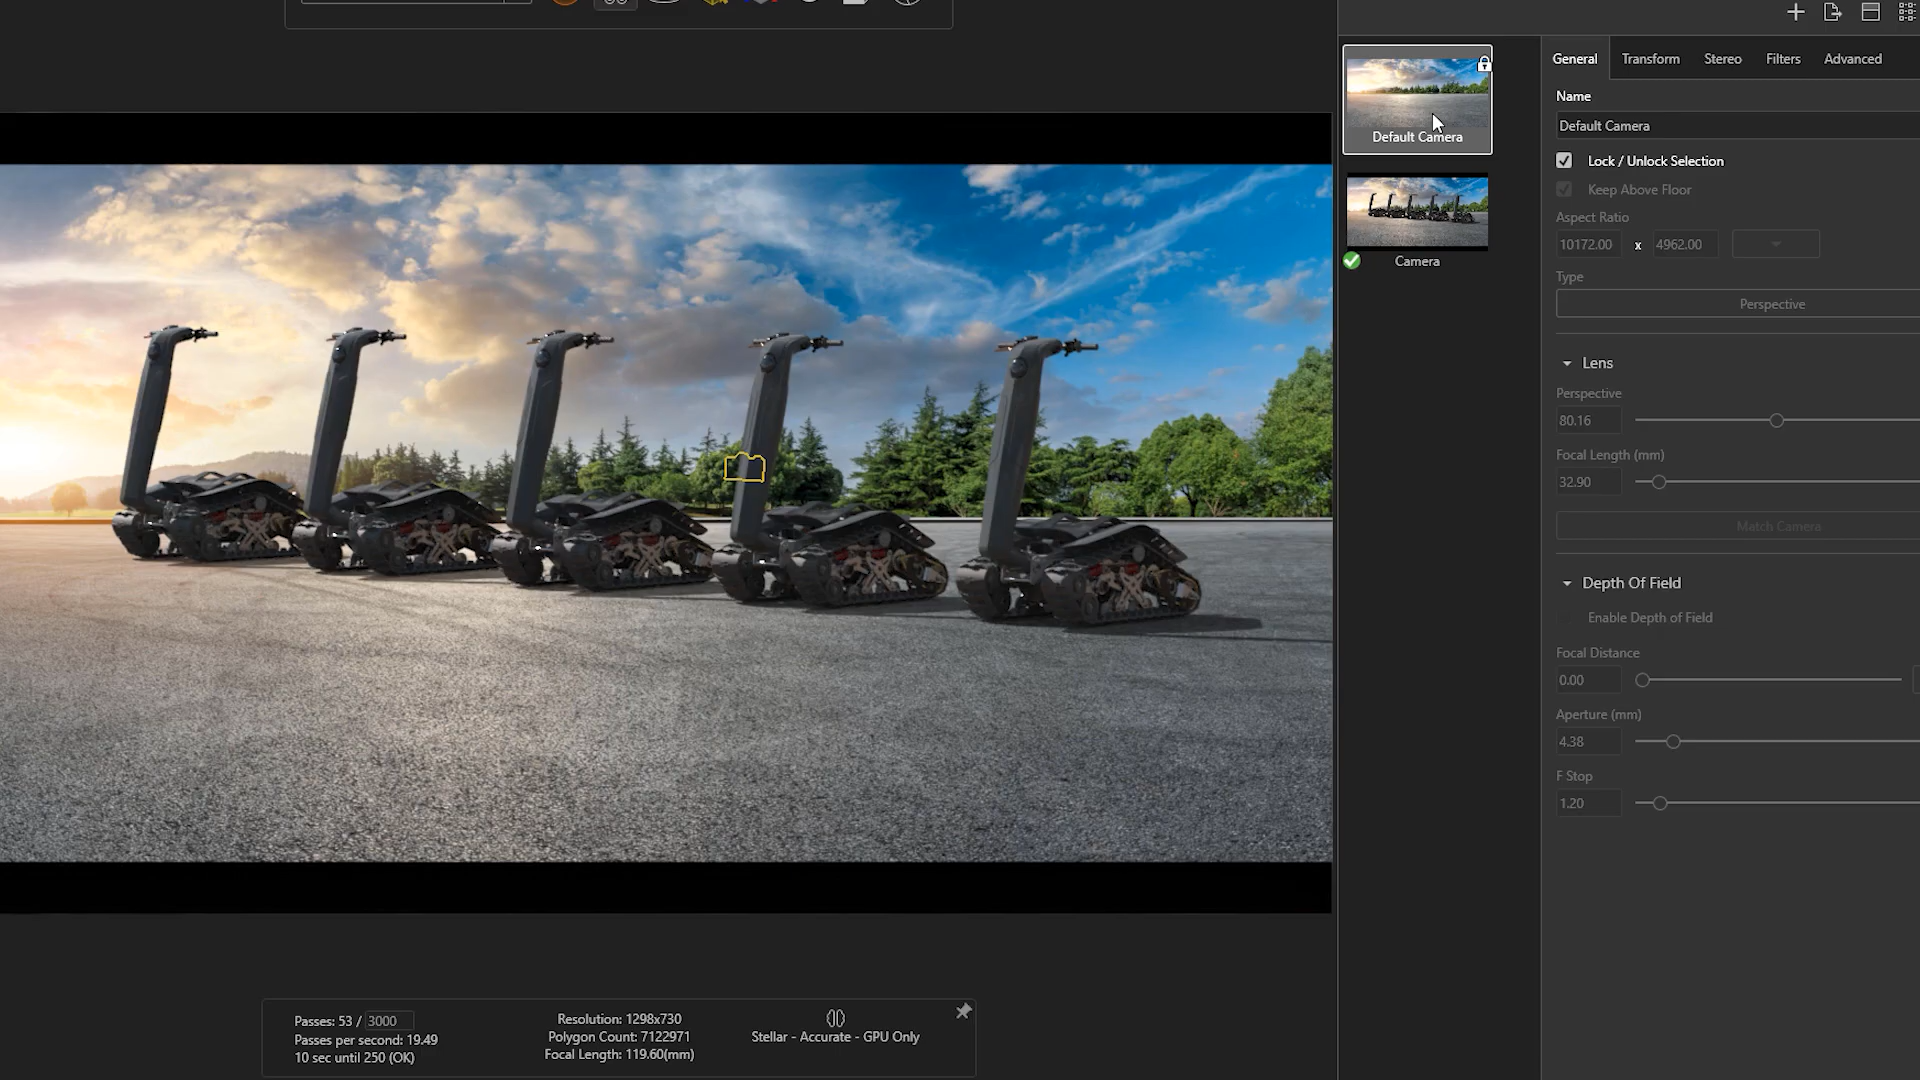 General
Transform
Stereo
Filters
Advanced
Name
Default Camera
Default Camera
Lock / Unlock Selection
Keep Above Floor
Aspect Ratio
10172.00 x 4962.00
Camera
Type
Perspective
Lens
Perspective
80.16
Focal Length (mm)
32.90
Match Camera
Depth Of Field
Enable Depth of Field
Focal Distance
0.00
Aperture (mm)
4.38
F Stop
1.20
Passes: 53 / 3000
Passes per second: 19.49
10 sec until 250 (OK)
Resolution: 1298x730
Polygon Count: 7122971
Focal Length: 119.60(mm)
Stellar - Accurate - GPU Only